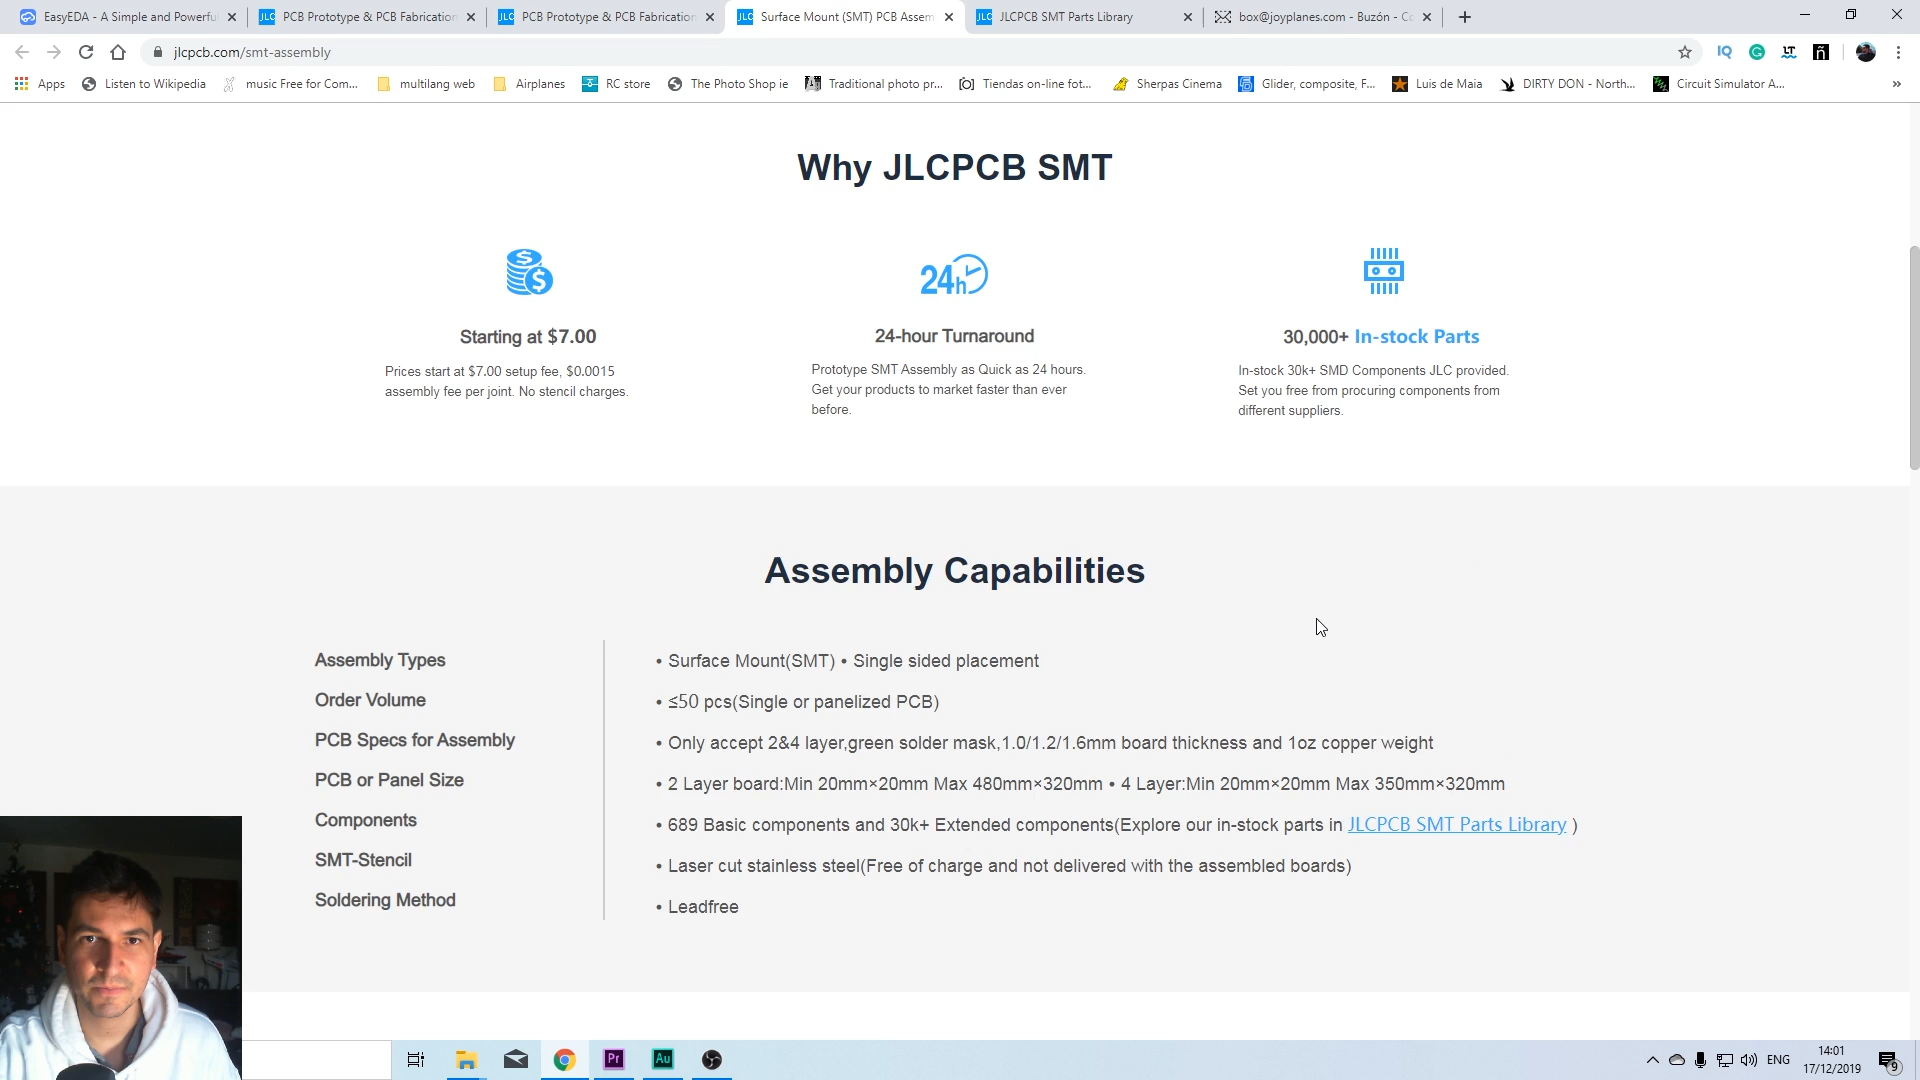 EasyEDA - A Simple and Powerfu
JLC PCB Prototype & PCB Fabrication
JLC PCB Prototype & PCB Fabrication
JLC Surface Mount (SMT) PCB Assem
JLC JLCPCB SMT Parts Library
box@joyplanes.com - Buzón - Co
jlcpcb.com/smt-assembly
Apps
Listen to Wikipedia
music Free for Com...
multilang web
Airplanes
RC store
The Photo Shop ie
Traditional photo pr...
Tiendas on-line fot...
Sherpas Cinema
Glider, composite, F...
Luis de Maia
DIRTY DON - North...
Circuit Simulator A...
»
Why JLCPCB SMT
24h
Starting at $7.00
Prices start at $7.00 setup fee, $0.0015
assembly fee per joint. No stencil charges.
24-hour Turnaround
Prototype SMT Assembly as Quick as 24 hours.
Get your products to market faster than ever
before.
30,000+ In-stock Parts
In-stock 30k+ SMD Components JLC provided.
Set you free from procuring components from
different suppliers.
Assembly Capabilities
Assembly Types
• Surface Mount(SMT) • Single sided placement
Order Volume
• ≤50 pcs(Single or panelized PCB)
PCB Specs for Assembly
• Only accept 2&4 layer,green solder mask,1.0/1.2/1.6mm board thickness and 1oz copper weight
PCB or Panel Size
• 2 Layer board:Min 20mm×20mm Max 480mm×320mm • 4 Layer:Min 20mm×20mm Max 350mm×320mm
Components
• 689 Basic components and 30k+ Extended components(Explore our in-stock parts in JLCPCB SMT Parts Library )
SMT-Stencil
• Laser cut stainless steel(Free of charge and not delivered with the assembled boards)
Soldering Method
• Leadfree
Pr
Au
ENG
14:01
17/12/2019
9